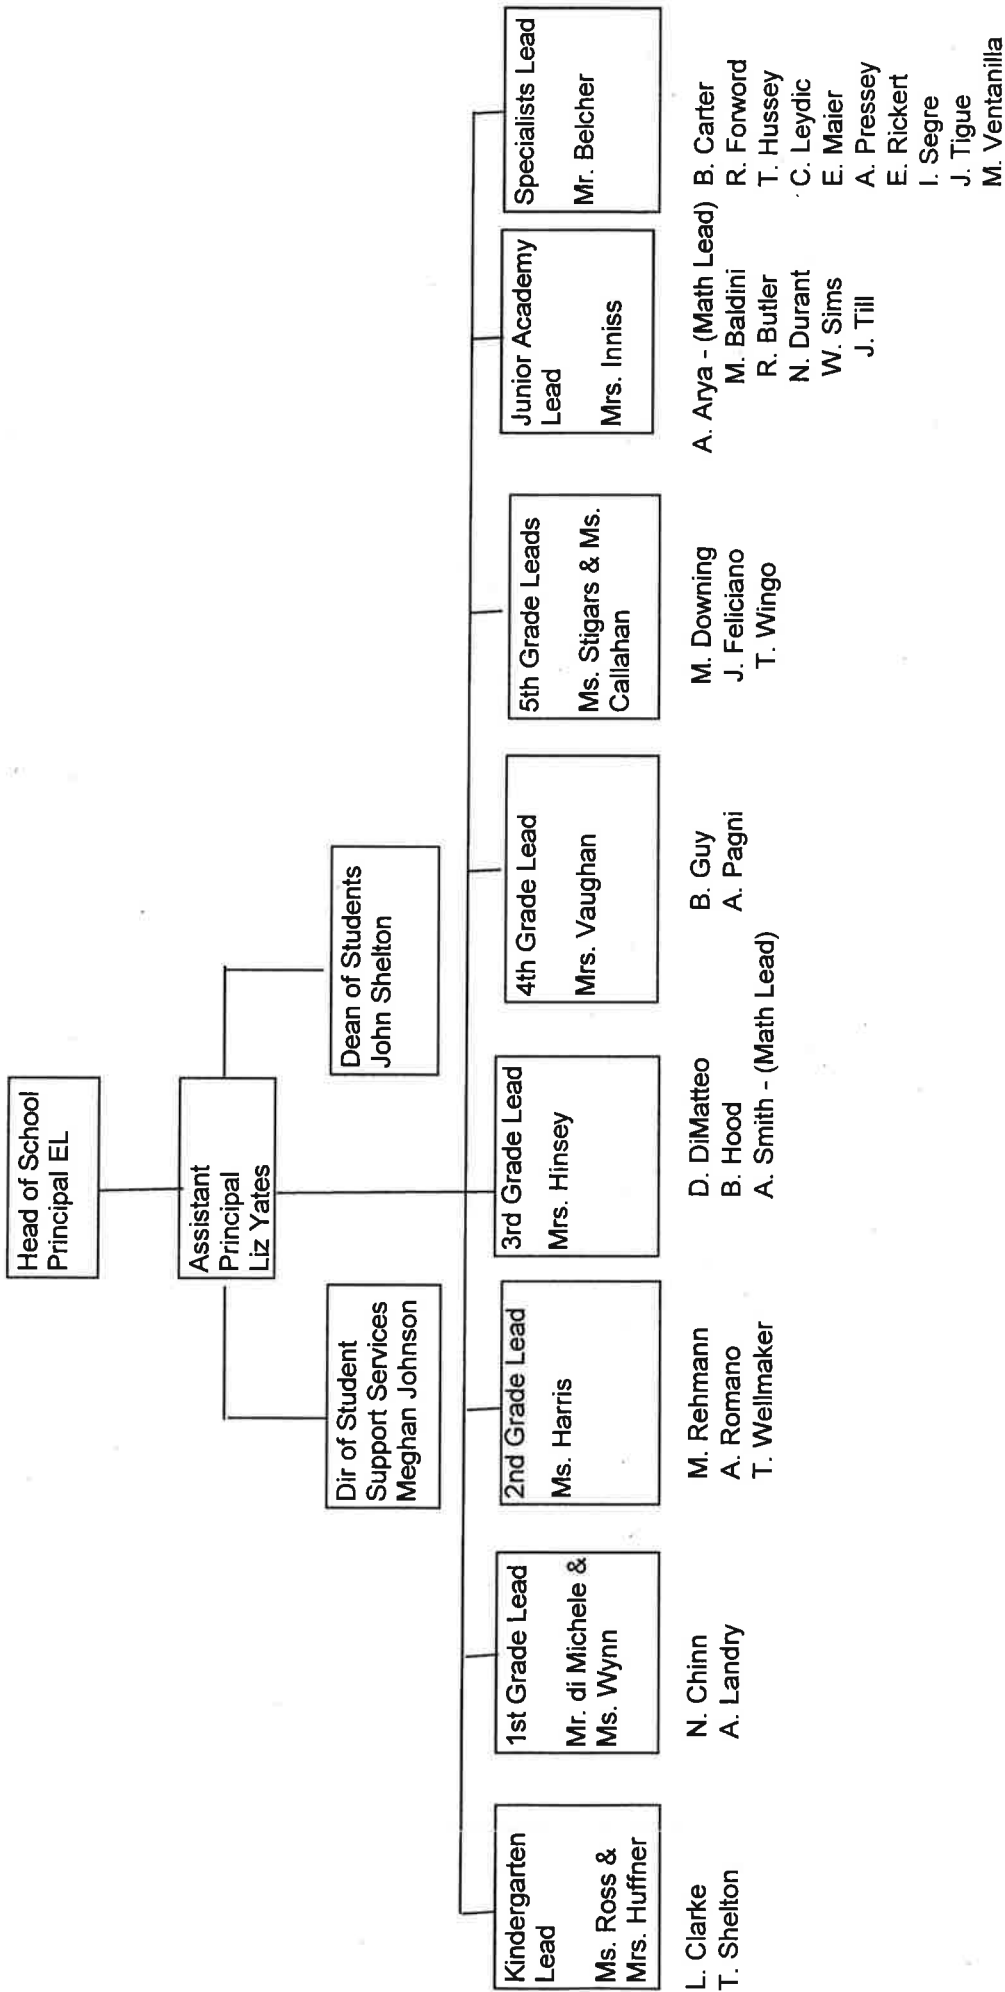 Head of School
Principal EL
Assistant
Principal
Liz Yates
Dir of Student
Support Services
Meghan Johnson
Dean of Students
John Shelton
Kindergarten
Lead
Ms. Ross &
Mrs. Huffner
L. Clarke
T. Shelton
1st Grade Lead
Mr. di Michele &
Ms. Wynn
N. Chinn
A. Landry
2nd Grade Lead
Ms. Harris
M. Rehmann
A. Romano
T. Wellmaker
3rd Grade Lead
Mrs. Hinsey
D. DiMatteo
B. Hood
A. Smith - (Math Lead)
4th Grade Lead
Mrs. Vaughan
B. Guy
A. Pagni
5th Grade Leads
Ms. Stigars & Ms.
Callahan
M. Downing
J. Feliciano
T. Wingo
Junior Academy
Lead
Mrs. Inniss
A. Arya - (Math Lead)
M. Baldini
R. Butler
N. Durant
W. Sims
J. Till
Specialists Lead
Mr. Belcher
B. Carter
R. Forword
T. Hussey
C. Leydic
E. Maier
A. Pressey
E. Rickert
I. Segre
J. Tigue
M. Ventanilla